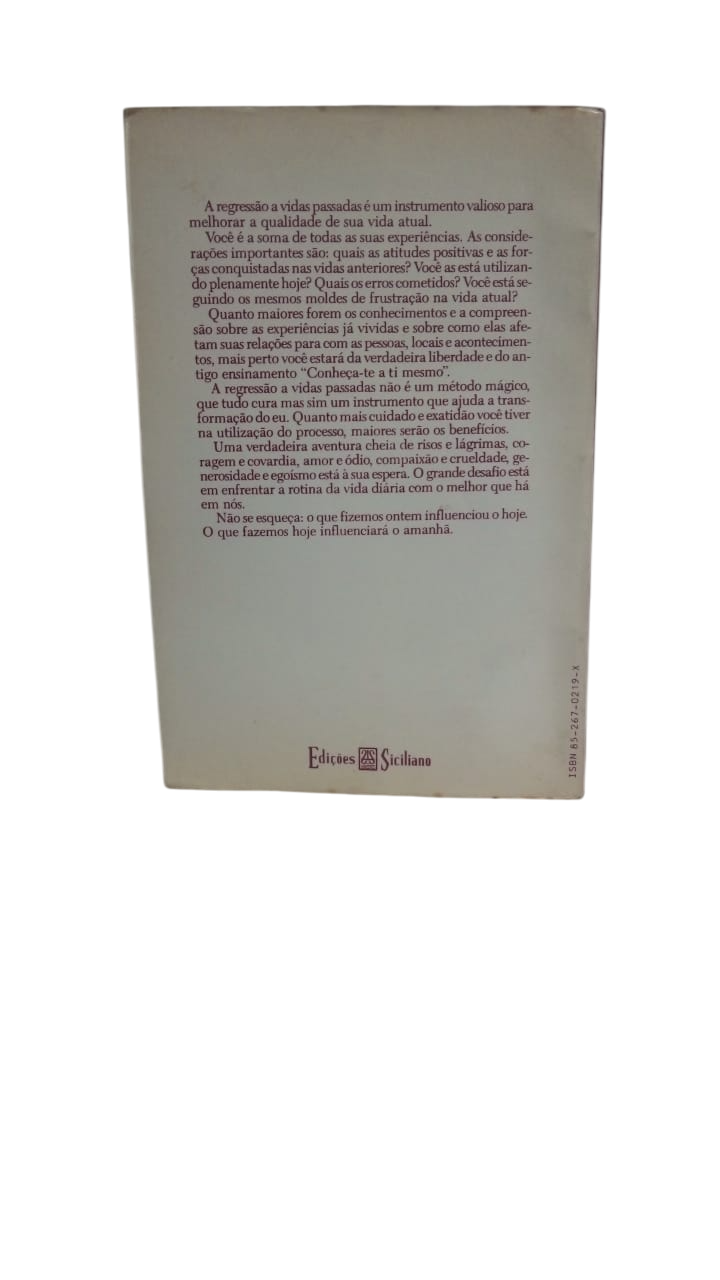 A regressão a vidas passadas é um instrumento valioso para
melhorar a qualidade de sua vida atual.
Você é a soma de todas as suas experiências. As conside-
rações importantes são: quais as atitudes positivas e as for-
ças conquistadas nas vidas anteriores? Você as está utilizan-
do plenamente hoje? Quais os erros cometidos? Você está se-
guindo os mesmos moldes de frustração na vida atual?
Quanto maiores forem os conhecimentos e a compreen-
são sobre as experiências já vividas e sobre como elas afe-
tam suas relações para com as pessoas, locais e acontecimen-
tos, mais perto você estará da verdadeira liberdade e do an-
tigo ensinamento “Conheça-te a ti mesmo”.
A regressão a vidas passadas não é um método mágico,
que tudo cura mas sim um instrumento que ajuda a trans-
formação do eu. Quanto mais cuidado e exatidão você tiver
na utilização do processo, maiores serão os benefícios.
Uma verdadeira aventura cheia de risos e lágrimas, co-
ragem e covardia, amor e ódio, compaixão e crueldade, ge-
nerosidade e egoísmo está à sua espera. O grande desafio está
em enfrentar a rotina da vida diária com o melhor que há
em nós.
Não se esqueça: o que fizemos ontem influenciou o hoje.
O que fazemos hoje influenciará o amanhã.
Edições Siciliano
ISBN 85-267-0219-X